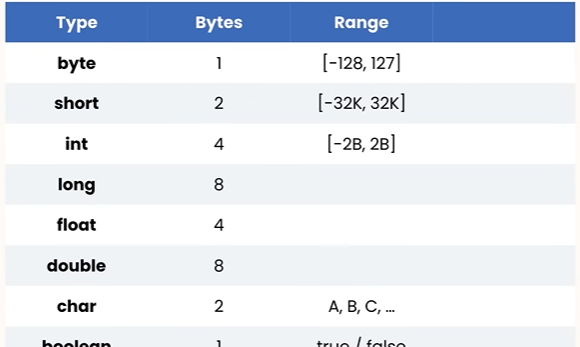 Type Bytes Range
byte 1 [-128, 127]
short 2 [-32K, 32K]
int 4 [-2B, 2B]
long 8
float 4
double 8
char 2 A, B, C, ...
boolean 1 true / false